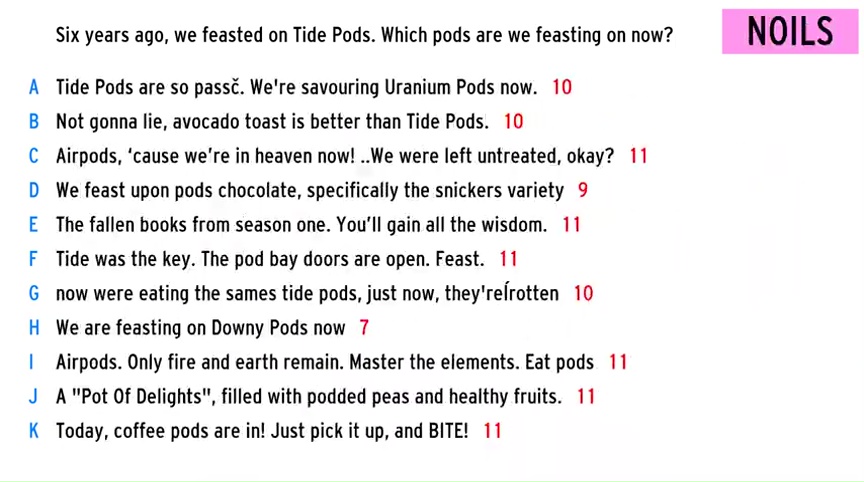 Six years ago, we feasted on Tide Pods. Which pods are we feasting on now?
NOILS
A Tide Pods are so passč. We're savouring Uranium Pods now. 10
B Not gonna lie, avocado toast is better than Tide Pods. 10
C Airpods, ‘cause we’re in heaven now! ..We were left untreated, okay? 11
D We feast upon pods chocolate, specifically the snickers variety 9
E The fallen books from season one. You’ll gain all the wisdom. 11
F Tide was the key. The pod bay doors are open. Feast. 11
G now were eating the sames tide pods, just now, they'reÍrotten 10
H We are feasting on Downy Pods now 7
I Airpods. Only fire and earth remain. Master the elements. Eat pods 11
J A "Pot Of Delights", filled with podded peas and healthy fruits. 11
K Today, coffee pods are in! Just pick it up, and BITE! 11